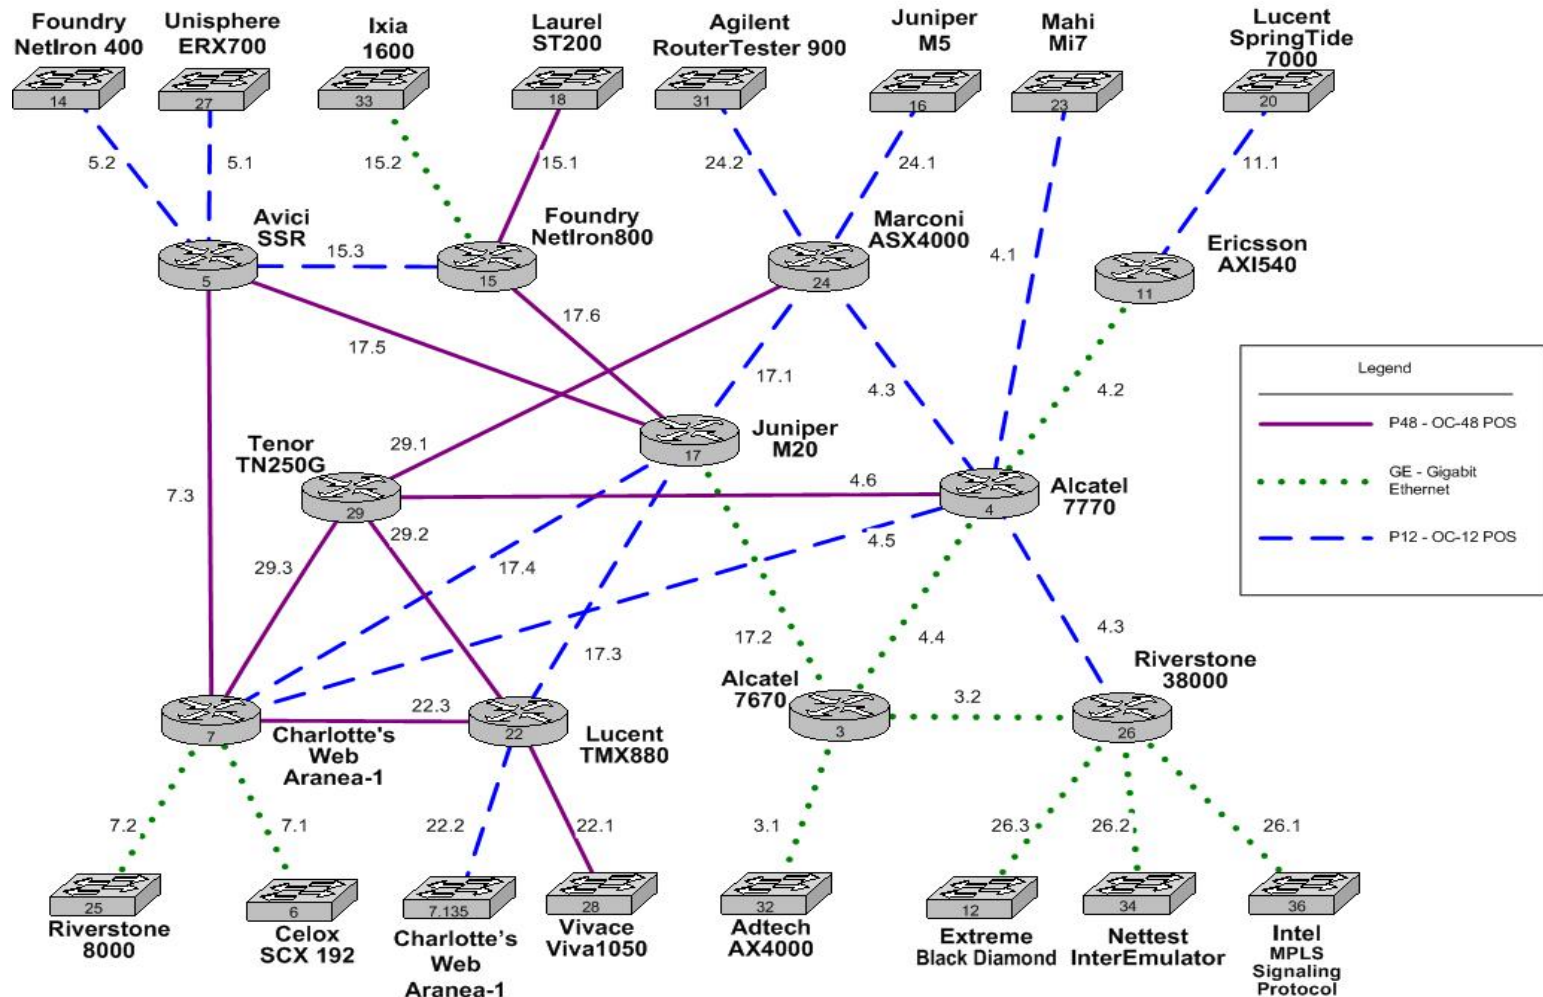 Foundry
NetIron 400
Unisphere
ERX700
Ixia
1600
Laurel
ST200
Agilent
RouterTester 900
Juniper
M5
Mahi
Mi7
Lucent
SpringTide
7000
14
27
33
18
31
16
23
20
5.2
5.1
15.2
15.1
24.2
24.1
4.1
11.1
Avici
SSR
5
15.3
Foundry
NetIron800
15
Marconi
ASX4000
24
Ericsson
AXI540
11
17.5
17.6
17.1
4.3
4.2
Legend
P48 - OC-48 POS
GE - Gigabit
Ethernet
P12 - OC-12 POS
Tenor
TN250G
29
29.1
Juniper
M20
17
4.6
Alcatel
7770
4
7.3
29.3
29.2
17.4
4.5
17.3
17.2
4.4
4.3
Charlotte's
Web
Aranea-1
7
22.3
Lucent
TMX880
22
Alcatel
7670
3
3.2
Riverstone
38000
26
7.2
7.1
22.2
22.1
3.1
26.3
26.2
26.1
25
6
7.135
28
32
12
34
36
Riverstone
8000
Celox
SCX 192
Charlotte’s
Web
Aranea-1
Vivace
Viva1050
Adtech
AX4000
Extreme
Black Diamond
Nettest
InterEmulator
Intel
MPLS
Signaling
Protocol